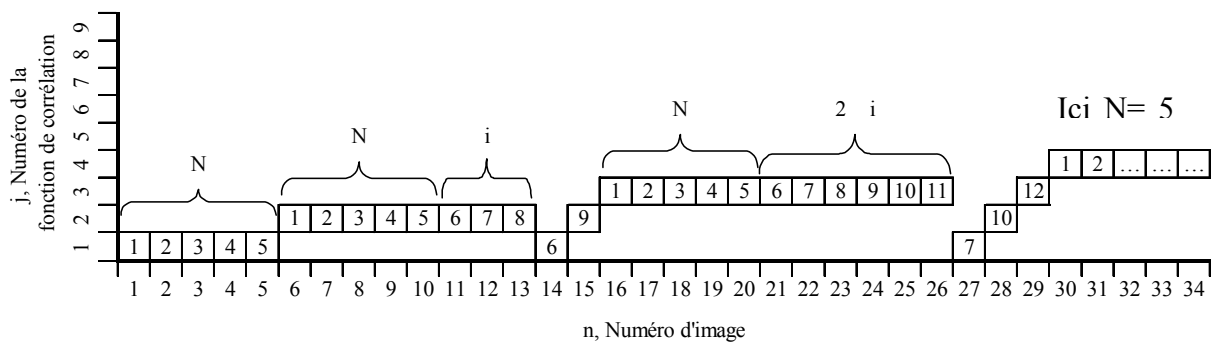 j, Numéro de la
fonction de corrélation
9
8
7
6
5
4
3
2
1
Ici N= 5
N
2 i
N
i
N
1 2 … … …
12
1 2 3 4 5 6 7 8 9 10 11
10
9
1 2 3 4 5 6 7 8
7
6
1 2 3 4 5
1 2 3 4 5 6 7 8 9 10 11 12 13 14 15 16 17 18 19 20 21 22 23 24 25 26 27 28 29 30 31 32 33 34
n, Numéro d'image